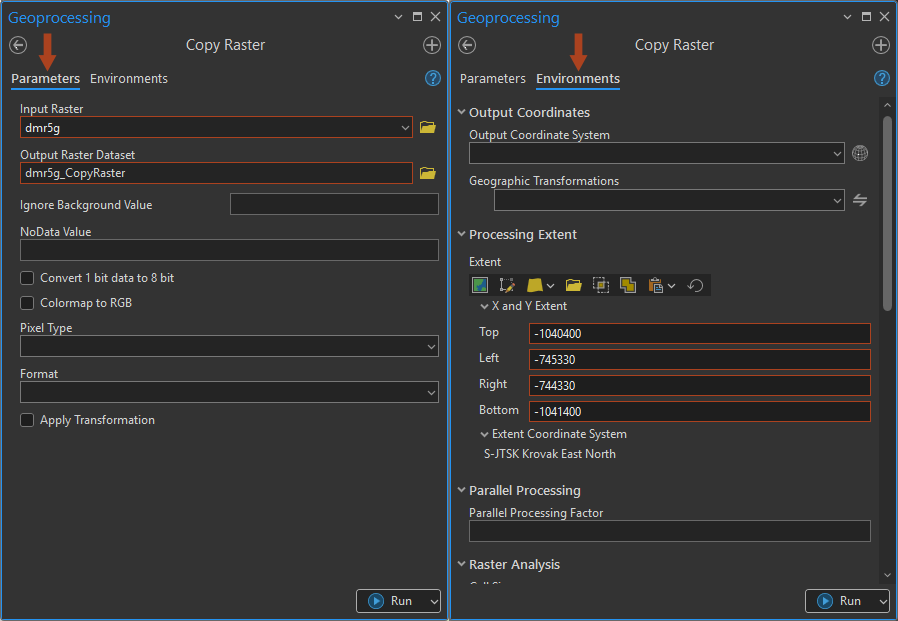 Geoprocessing
Copy Raster
Parameters Environments
Input Raster
dmr5g
Output Raster Dataset
dmr5g_CopyRaster
Ignore Background Value
NoData Value
Convert 1 bit data to 8 bit
Colormap to RGB
Pixel Type
Format
Apply Transformation
Run
Geoprocessing
Copy Raster
Parameters Environments
Output Coordinates
Output Coordinate System
Geographic Transformations
Processing Extent
Extent
X and Y Extent
Top -1040400
Left -745330
Right -744330
Bottom -1041400
Extent Coordinate System
S-JTSK Krovak East North
Parallel Processing
Parallel Processing Factor
Raster Analysis
Run